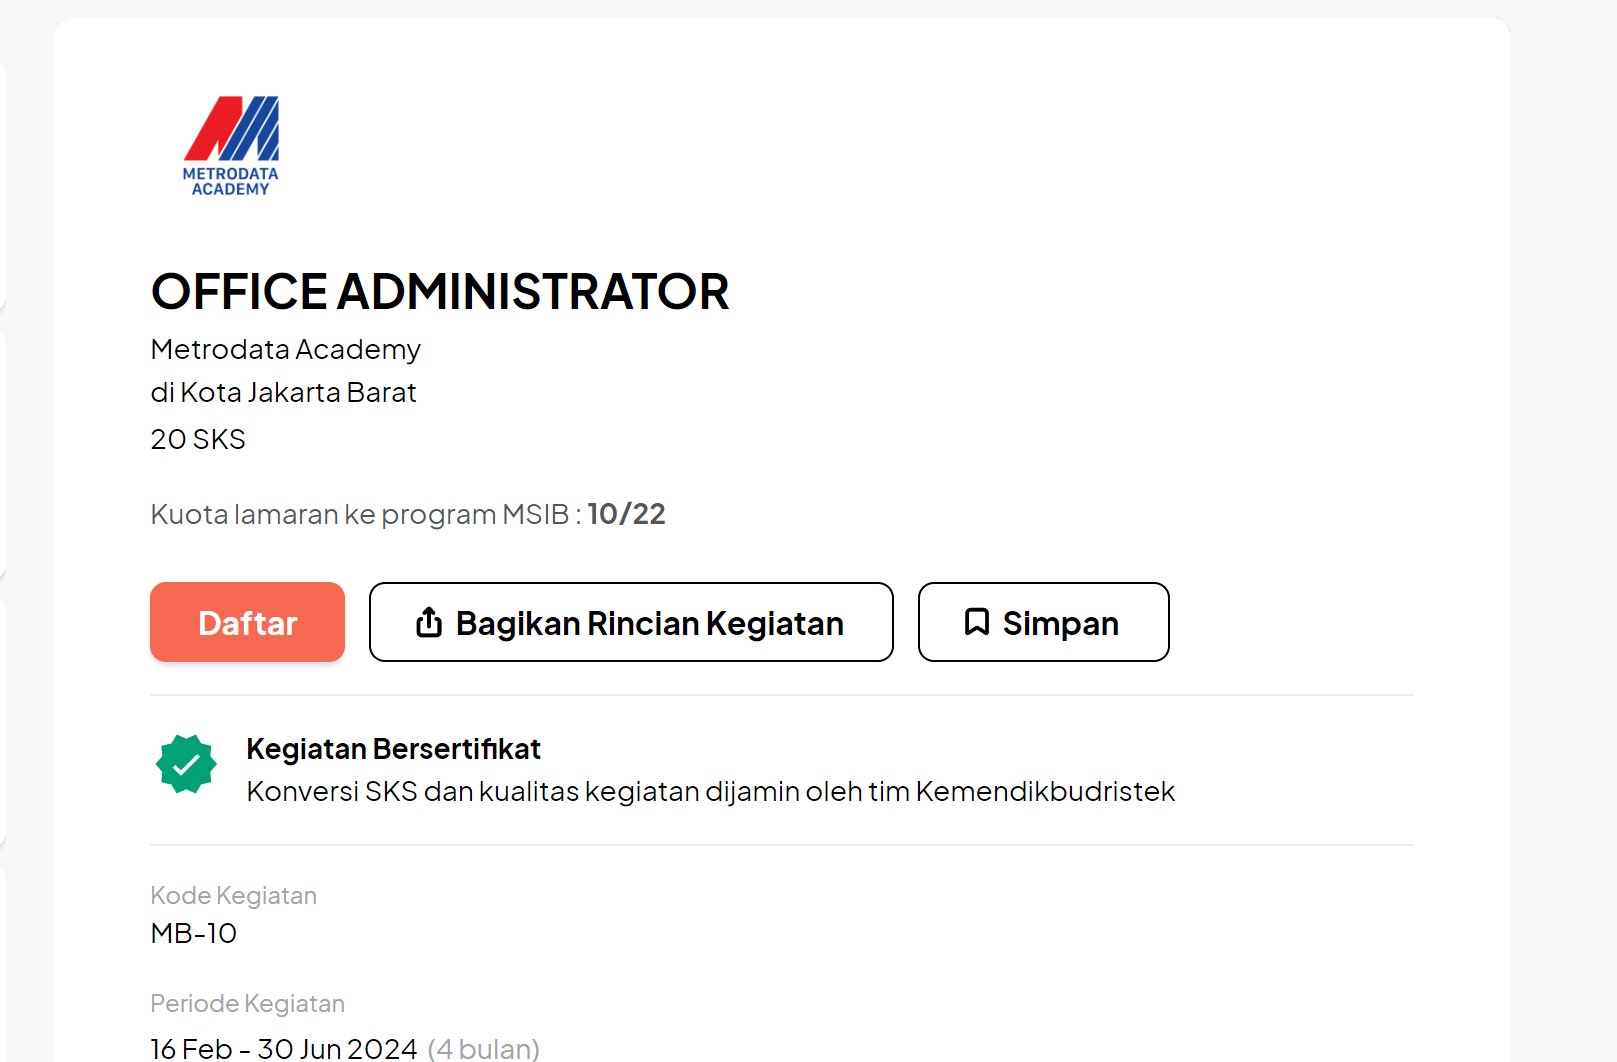 METRODATA
ACADEMY
OFFICE ADMINISTRATOR
Metrodata Academy
di Kota Jakarta Barat
20 SKS
Kuota lamaran ke program MSIB : 10/22
Daftar
Bagikan Rincian Kegiatan
Simpan
Kegiatan Bersertifikat
Konversi SKS dan kualitas kegiatan dijamin oleh tim Kemendikbudristek
Kode Kegiatan
MB-10
Periode Kegiatan
16 Feb - 30 Jun 2024 (4 bulan)